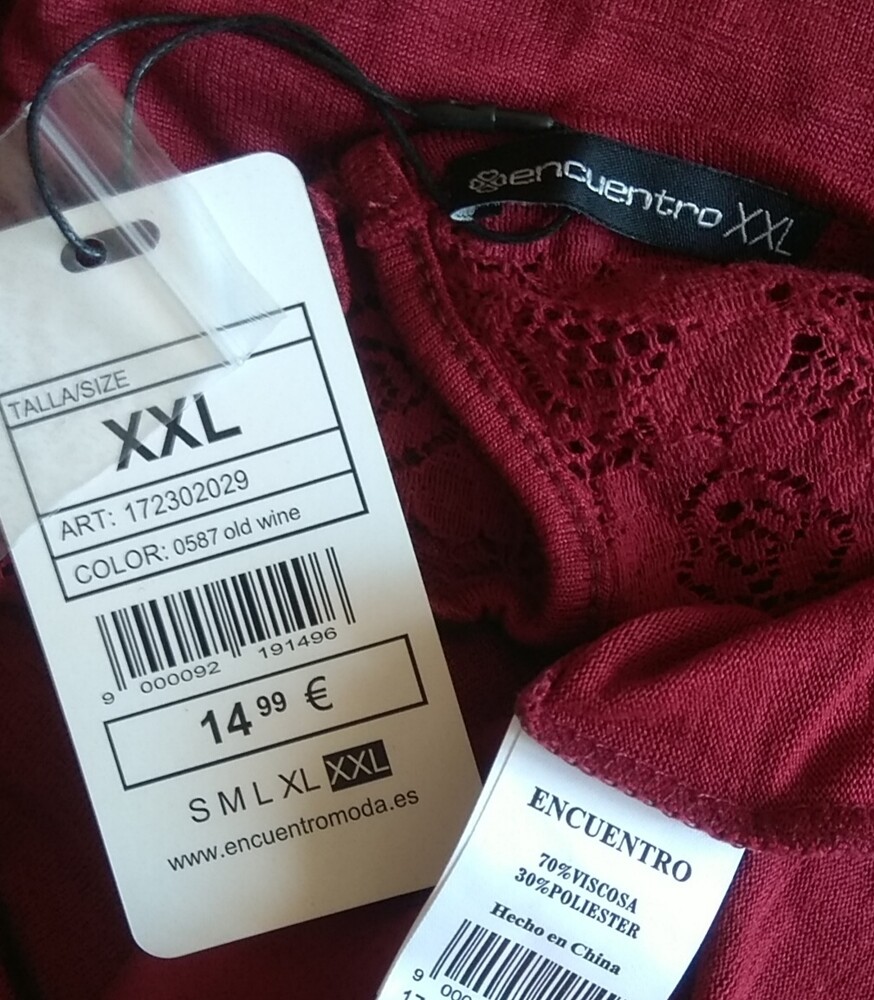 encuentro XXL
TALLA/SIZE
XXL
ART: 172302029
COLOR: 0587 old wine
9 000092 191496
14 99 €
S M L XL XXL
www.encuentromoda.es
ENCUENTRO
70%VISCOSA
30%POLIESTER
Hecho en China
9